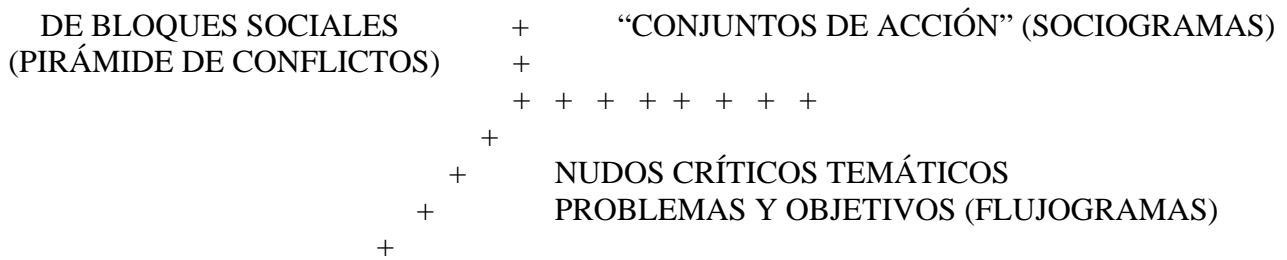 DE BLOQUES SOCIALES + “CONJUNTOS DE ACCIÓN” (SOCIOGRAMAS)
(PIRÁMIDE DE CONFLICTOS) +
+ + + + + + + +
+
+ NUDOS CRÍTICOS TEMÁTICOS
+ PROBLEMAS Y OBJETIVOS (FLUJOGRAMAS)
+